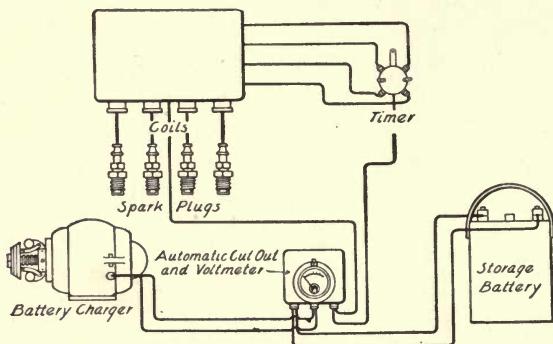 Coils
Timer
Spark Plugs
Automatic Cut Out
and Voltmeter
Storage
Battery
Battery Charger